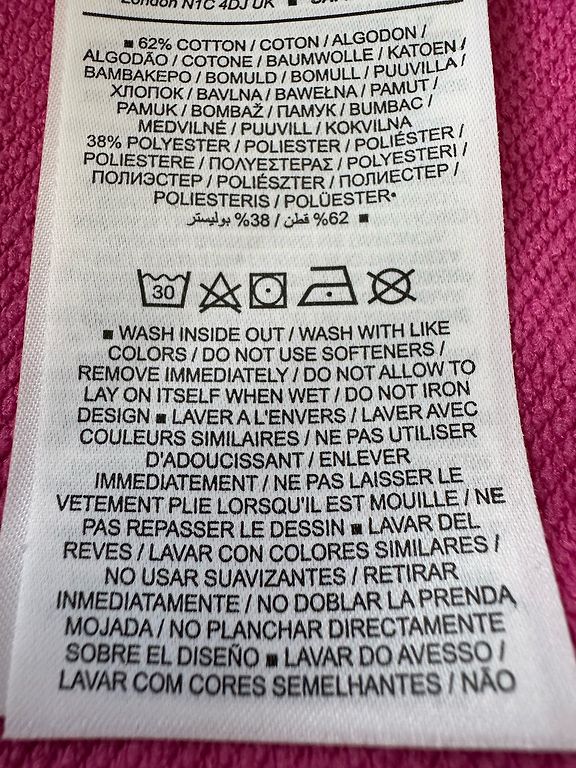 London N1C 4DJ UK ■
■ 62% COTTON / COTON / ALGODON /
ALGODÃO / COTONE / BAUMWOLLE / KATOEN /
ΒΑΜΒΑΚΕΡΟ / BOMULD / BOMULL / PUUVILLA /
ХЛОПОК / BAVLNA / BAWEŁNA / PAMUT /
PAMUK / BOMBAŽ / ПАМУК / BUMBAC /
MEDVILNĖ / PUUVILL / KOKVILNA
38% POLYESTER / POLIESTER / POLIÉSTER /
POLIESTERE / ΠΟΛΥΕΣΤΕΡΑΣ / POLYESTERI /
ПОЛИЭСТЕР / POLIÉSZTER / ПОЛИЕСТЕР /
POLIESTERIS / POLÜESTER•
■ 62% قطن / 38% بوليستر
30
■ WASH INSIDE OUT / WASH WITH LIKE
COLORS / DO NOT USE SOFTENERS /
REMOVE IMMEDIATELY / DO NOT ALLOW TO
LAY ON ITSELF WHEN WET / DO NOT IRON
DESIGN ■ LAVER A L'ENVERS / LAVER AVEC
COULEURS SIMILAIRES / NE PAS UTILISER
D'ADOUCISSANT / ENLEVER
IMMEDIATEMENT / NE PAS LAISSER LE
VETEMENT PLIE LORSQU'IL EST MOUILLE / NE
PAS REPASSER LE DESSIN ■ LAVAR DEL
REVES / LAVAR CON COLORES SIMILARES /
NO USAR SUAVIZANTES / RETIRAR
INMEDIATAMENTE / NO DOBLAR LA PRENDA
MOJADA / NO PLANCHAR DIRECTAMENTE
SOBRE EL DISEÑO ■ LAVAR DO AVESSO /
LAVAR COM CORES SEMELHANTES / NÃO